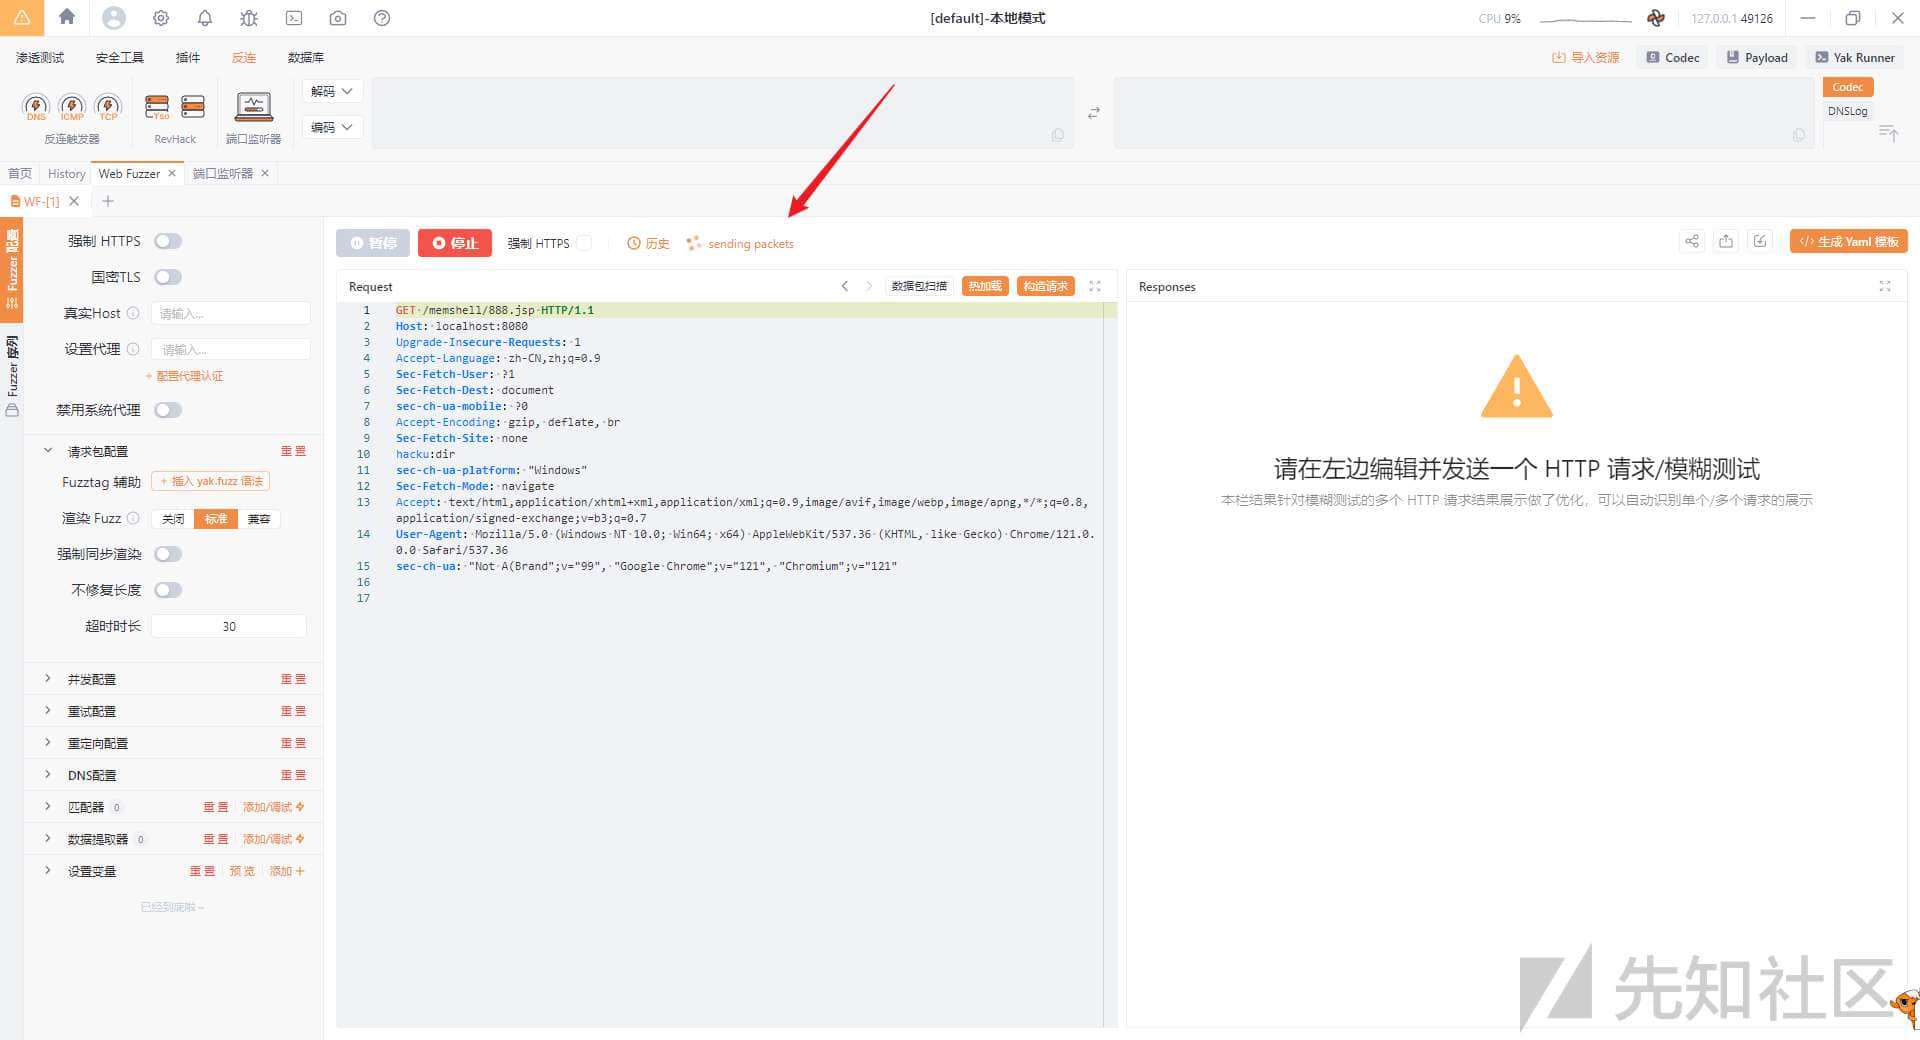 [default]-本地模式
CPU 9%
127.0.0.1 49126
渗透测试 安全工具 插件 反连 数据库
导入资源 Codec Payload Yak Runner
DNS ICMP TCP
反连触发器
Yso
RevHack
端口监听器
解码
编码
Codec
DNSLog
首页 History Web Fuzzer 端口监听器
WF-[1]
Fuzzer 配置
Fuzzer 序列
强制 HTTPS
国密TLS
真实Host 请输入...
设置代理 请输入...
+ 配置代理认证
禁用系统代理
请求包配置 重置
Fuzztag 辅助 + 插入 yak.fuzz 语法
渲染 Fuzz 关闭 标准 兼容
强制同步渲染
不修复长度
超时时长 30
并发配置 重置
重试配置 重置
重定向配置 重置
DNS配置 重置
匹配器 0 重置 添加/调试
数据提取器 0 重置 添加/调试
设置变量 重置 预览 添加 +
已经到底啦~
暂停 停止 强制 HTTPS 历史 sending packets
</> 生成 Yaml 模板
Request 数据包扫描 热加载 构造请求
1 GET /memshell/888.jsp HTTP/1.1
2 Host: localhost:8080
3 Upgrade-Insecure-Requests: 1
4 Accept-Language: zh-CN,zh;q=0.9
5 Sec-Fetch-User: ?1
6 Sec-Fetch-Dest: document
7 sec-ch-ua-mobile: ?0
8 Accept-Encoding: gzip, deflate, br
9 Sec-Fetch-Site: none
10 hacku:dir
11 sec-ch-ua-platform: "Windows"
12 Sec-Fetch-Mode: navigate
13 Accept: text/html,application/xhtml+xml,application/xml;q=0.9,image/avif,image/webp,image/apng,*/*;q=0.8,
application/signed-exchange;v=b3;q=0.7
14 User-Agent: Mozilla/5.0 (Windows NT 10.0; Win64; x64) AppleWebKit/537.36 (KHTML, like Gecko) Chrome/121.0.
0.0 Safari/537.36
15 sec-ch-ua: "Not A(Brand";v="99", "Google Chrome";v="121", "Chromium";v="121"
16
17
Responses
请在左边编辑并发送一个 HTTP 请求/模糊测试
本栏结果针对模糊测试的多个 HTTP 请求结果展示做了优化，可以自动识别单个/多个请求的展示
先知社区